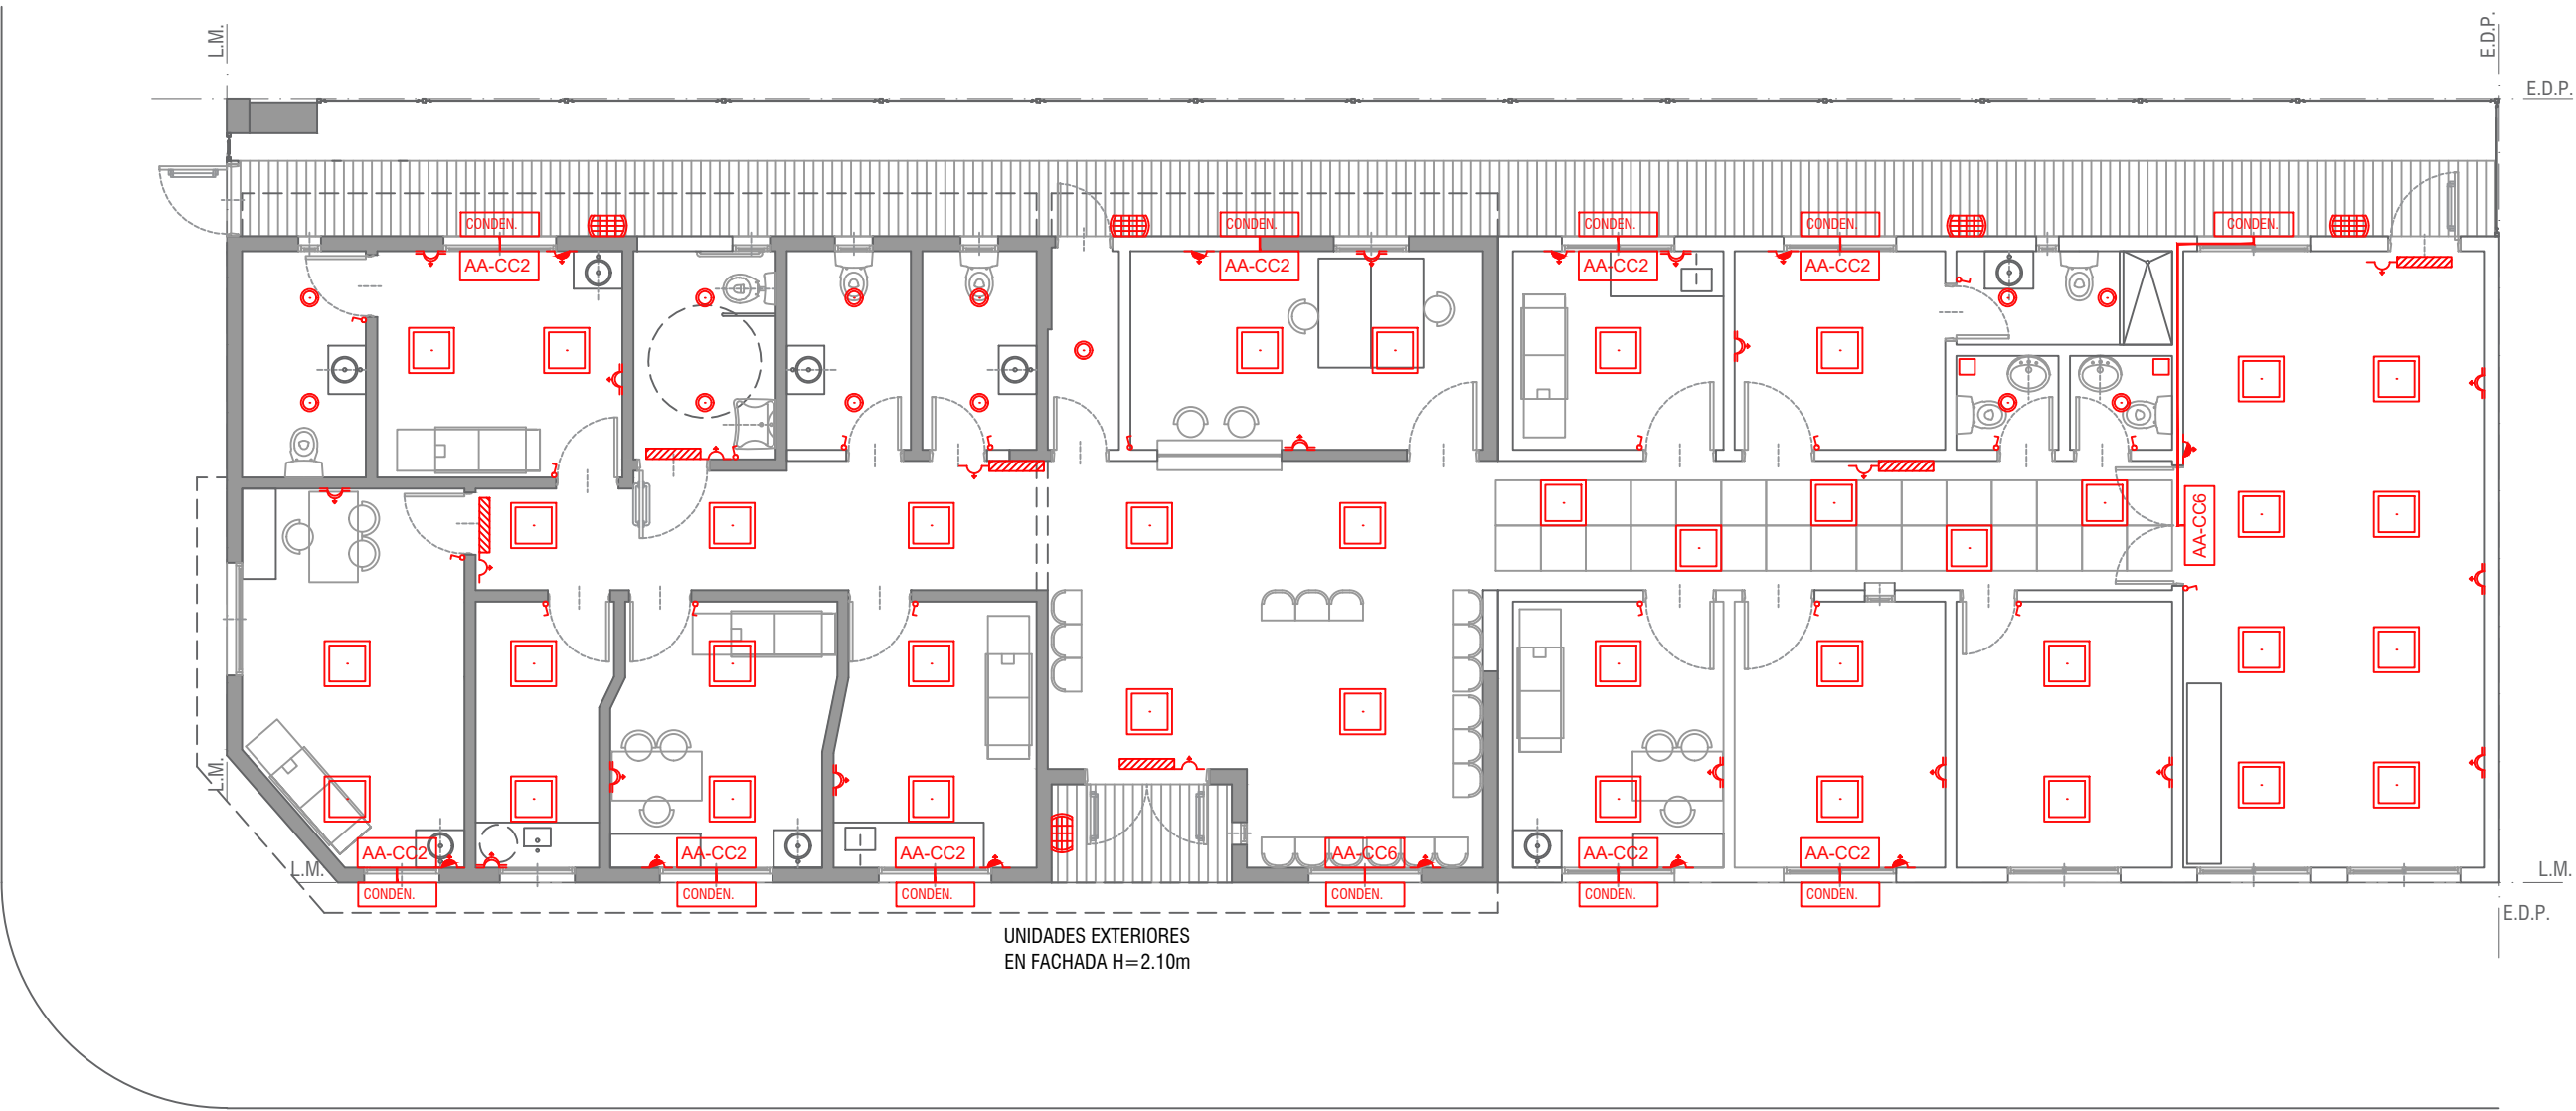 L.M.
E.D.P.
E.D.P.
CONDEN.
CONDEN.
CONDEN.
CONDEN.
CONDEN.
AA-CC2
AA-CC2
AA-CC2
AA-CC2
AA-CC6
L.M.
AA-CC2
AA-CC2
AA-CC2
AA-CC6
AA-CC2
AA-CC2
L.M.
L.M.
CONDEN.
CONDEN.
CONDEN.
CONDEN.
CONDEN.
CONDEN.
E.D.P.
UNIDADES EXTERIORES
EN FACHADA H=2.10m